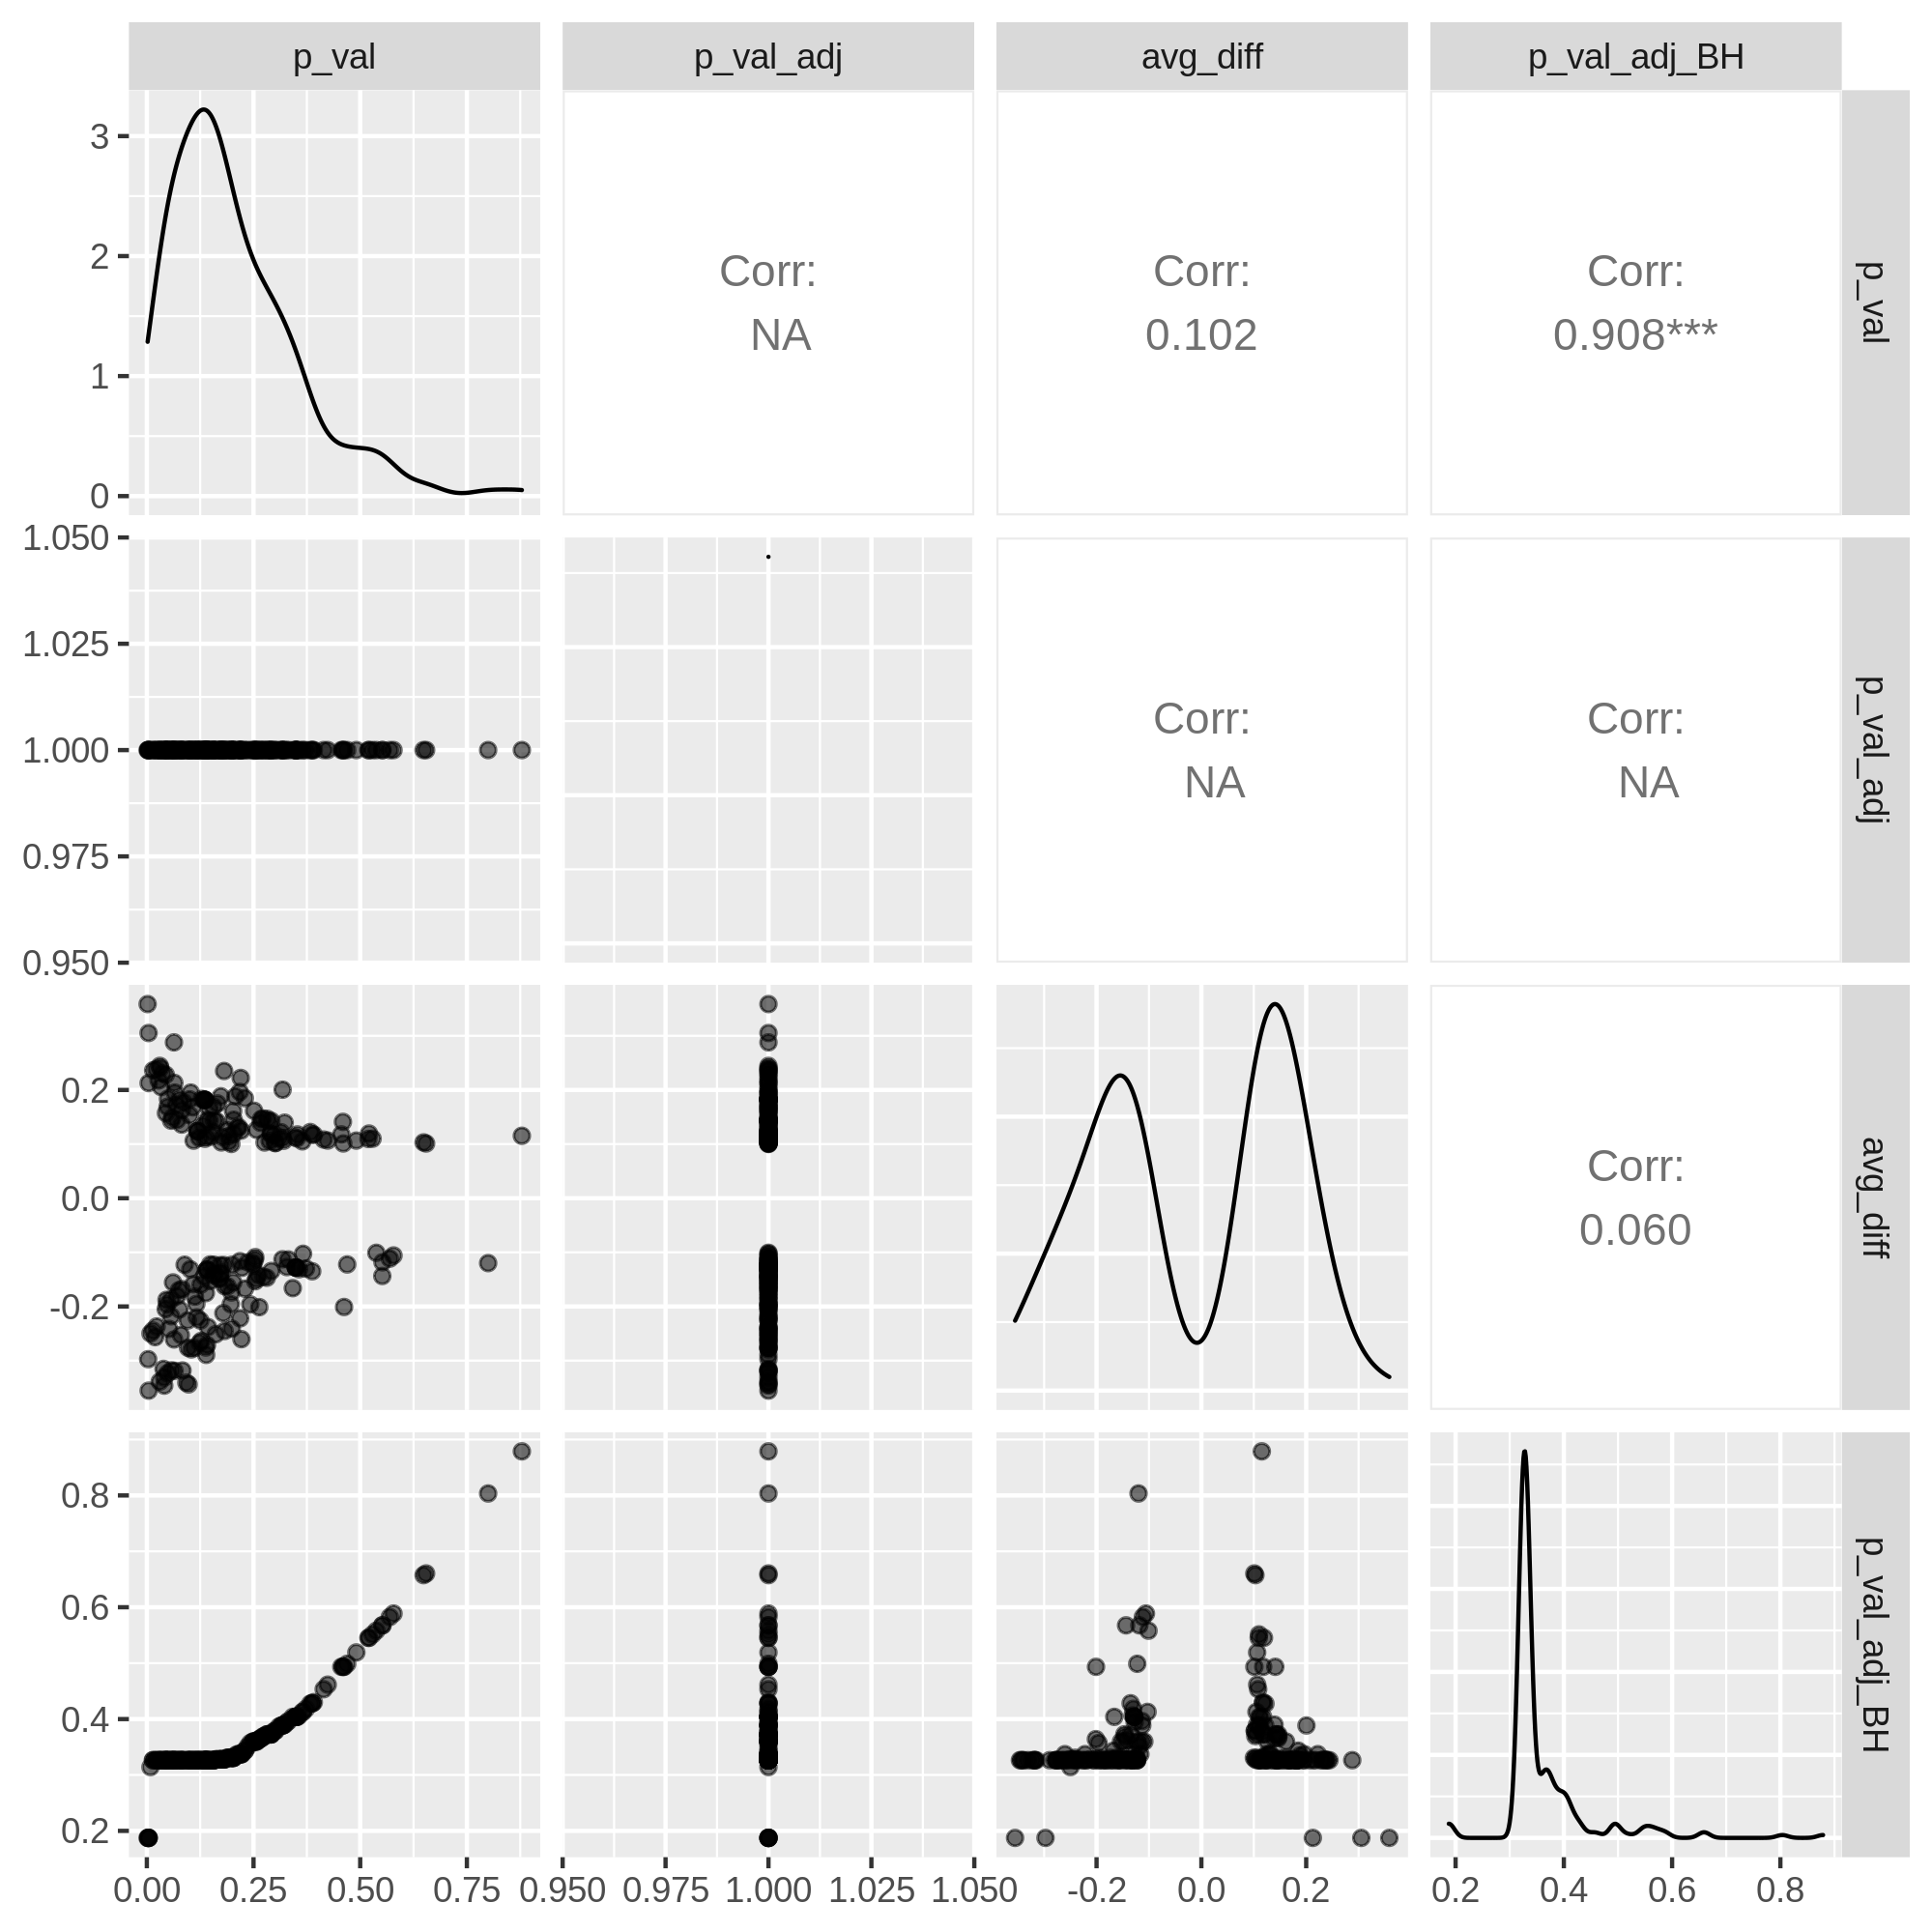 p_val p_val_adj avg_diff p_val_adj_BH
3
2
1
0
Corr:
NA
Corr:
0.102
Corr:
0.908***
p_val
1.050
1.025
1.000
0.975
0.950
Corr:
NA
Corr:
NA
p_val_adj
0.2
0.0
-0.2
Corr:
0.060
avg_diff
0.8
0.6
0.4
0.2
p_val_adj_BH
0.00 0.25 0.50 0.75 0.950 0.975 1.000 1.025 1.050 -0.2 0.0 0.2 0.2 0.4 0.6 0.8